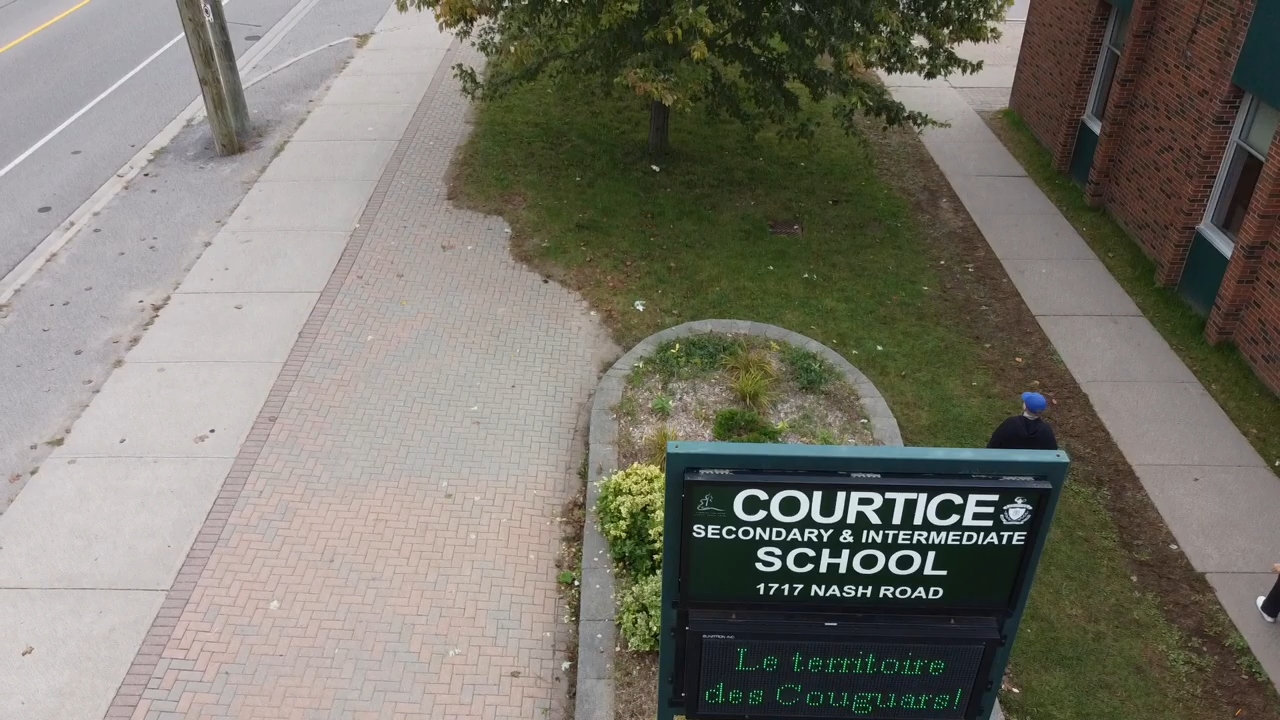 COURTICE
SECONDARY & INTERMEDIATE
SCHOOL
1717 NASH ROAD
Le territoire
des Couguars!